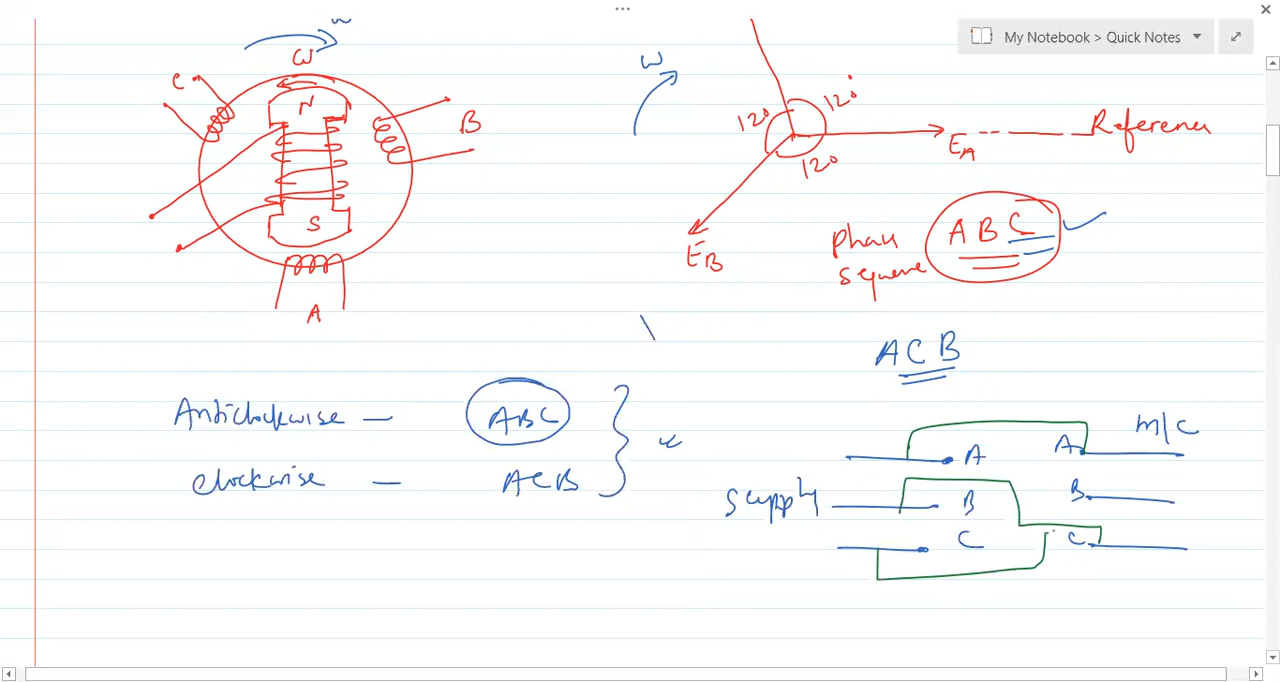 My Notebook > Quick Notes
w
ω
C
N
B
S
A
ω
120
120°
120
EA
Reference
EB
phase
sequence
ABC
ACB
Anticlockwise — ABC
clockwise — ACB
M/C
A
A
supply
B
B
C
C